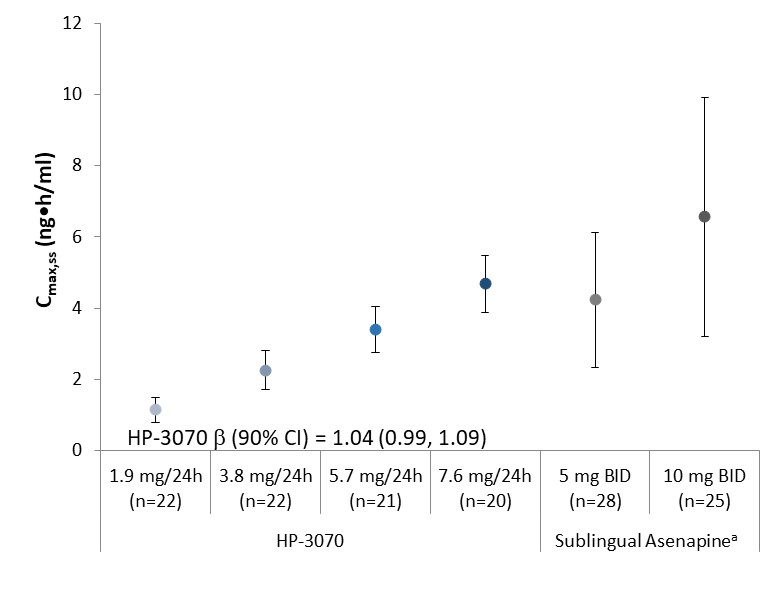 12
10
8
6
4
2
0
Cmax,ss (ng•h/ml)
HP-3070 β (90% CI) = 1.04 (0.99, 1.09)
1.9 mg/24h 3.8 mg/24h 5.7 mg/24h 7.6 mg/24h 5 mg BID 10 mg BID
(n=22) (n=22) (n=21) (n=20) (n=28) (n=25)
HP-3070 Sublingual Asenapineᵃ